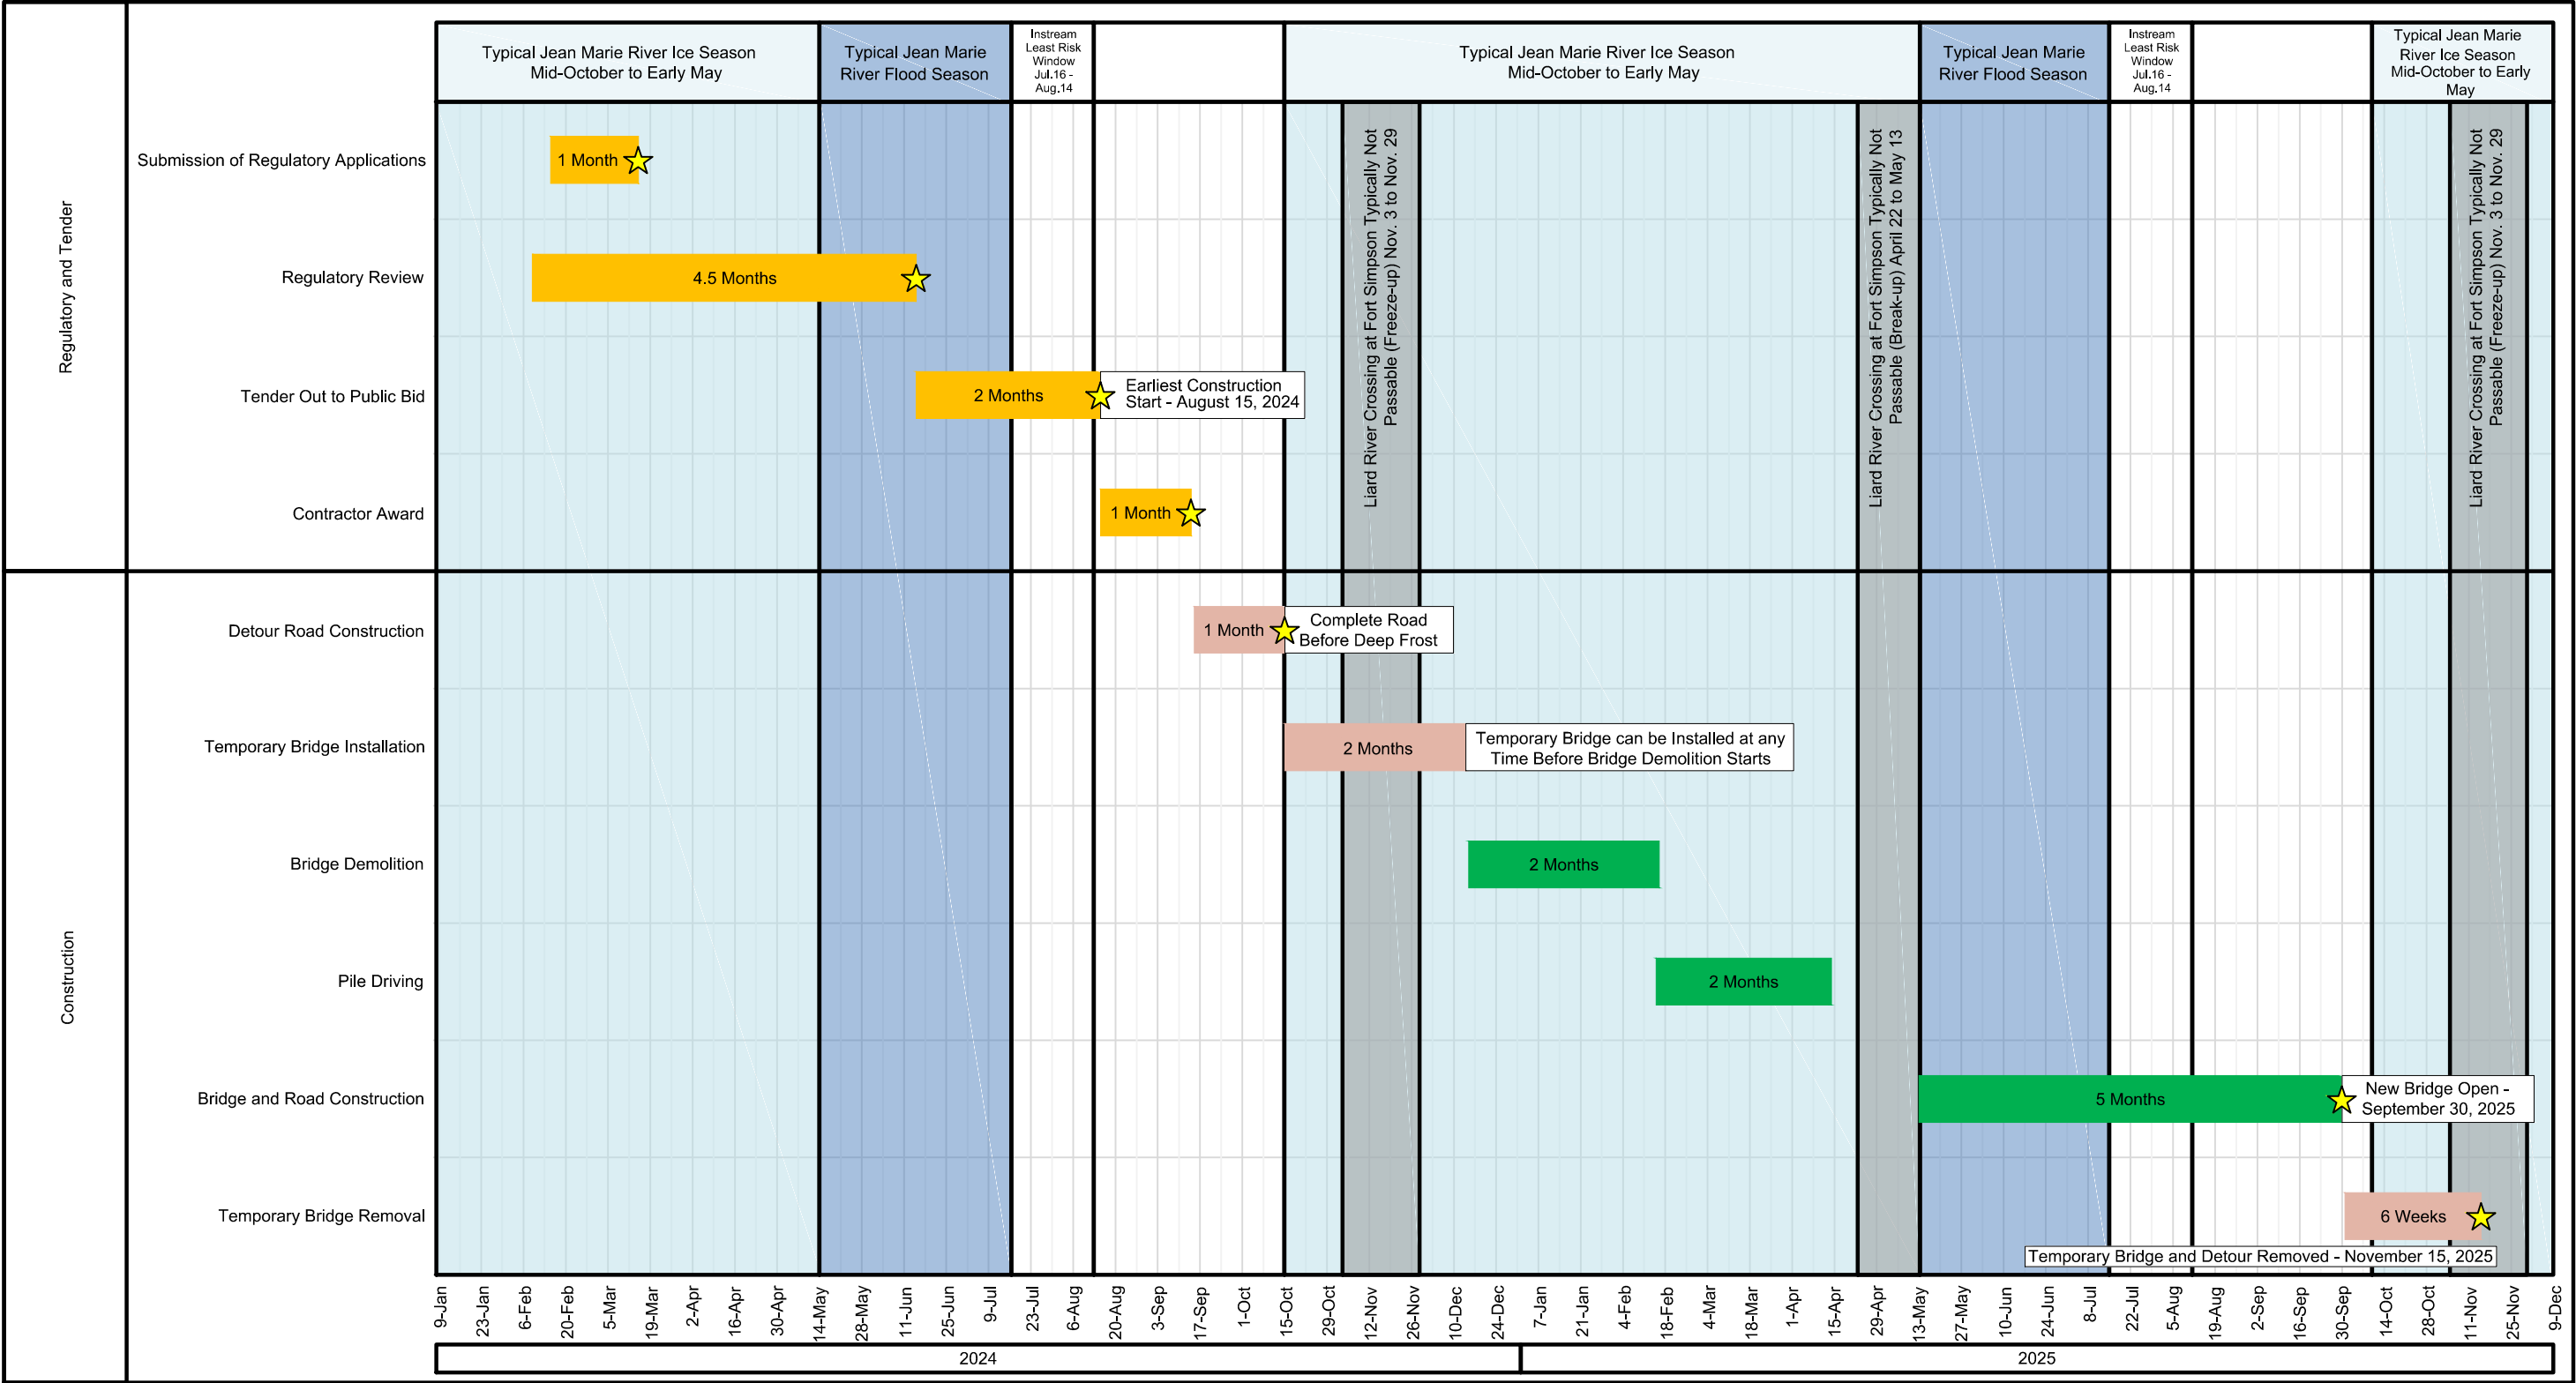 Typical Jean Marie River Ice Season
Mid-October to Early May
Typical Jean Marie
River Flood Season
Instream
Least Risk
Window
Jul.16 -
Aug.14
Typical Jean Marie River Ice Season
Mid-October to Early May
Typical Jean Marie
River Flood Season
Instream
Least Risk
Window
Jul.16 -
Aug.14
Typical Jean Marie
River Ice Season
Mid-October to Early
May
Regulatory and Tender
Submission of Regulatory Applications
1 Month
Regulatory Review
4.5 Months
Tender Out to Public Bid
2 Months
Earliest Construction
Start - August 15, 2024
Contractor Award
1 Month
Liard River Crossing at Fort Simpson Typically Not
Passable (Freeze-up) Nov. 3 to Nov. 29
Liard River Crossing at Fort Simpson Typically Not
Passable (Break-up) April 22 to May 13
Liard River Crossing at Fort Simpson Typically Not
Passable (Freeze-up) Nov. 3 to Nov. 29
Construction
Detour Road Construction
1 Month
Complete Road
Before Deep Frost
Temporary Bridge Installation
2 Months
Temporary Bridge can be Installed at any
Time Before Bridge Demolition Starts
Bridge Demolition
2 Months
Pile Driving
2 Months
Bridge and Road Construction
5 Months
New Bridge Open -
September 30, 2025
Temporary Bridge Removal
6 Weeks
Temporary Bridge and Detour Removed - November 15, 2025
9-Jan
23-Jan
6-Feb
20-Feb
5-Mar
19-Mar
2-Apr
16-Apr
30-Apr
14-May
28-May
11-Jun
25-Jun
9-Jul
23-Jul
6-Aug
20-Aug
3-Sep
17-Sep
1-Oct
15-Oct
29-Oct
12-Nov
26-Nov
10-Dec
24-Dec
7-Jan
21-Jan
4-Feb
18-Feb
4-Mar
18-Mar
1-Apr
15-Apr
29-Apr
13-May
27-May
10-Jun
24-Jun
8-Jul
22-Jul
5-Aug
19-Aug
2-Sep
16-Sep
30-Sep
14-Oct
28-Oct
11-Nov
25-Nov
9-Dec
2024
2025